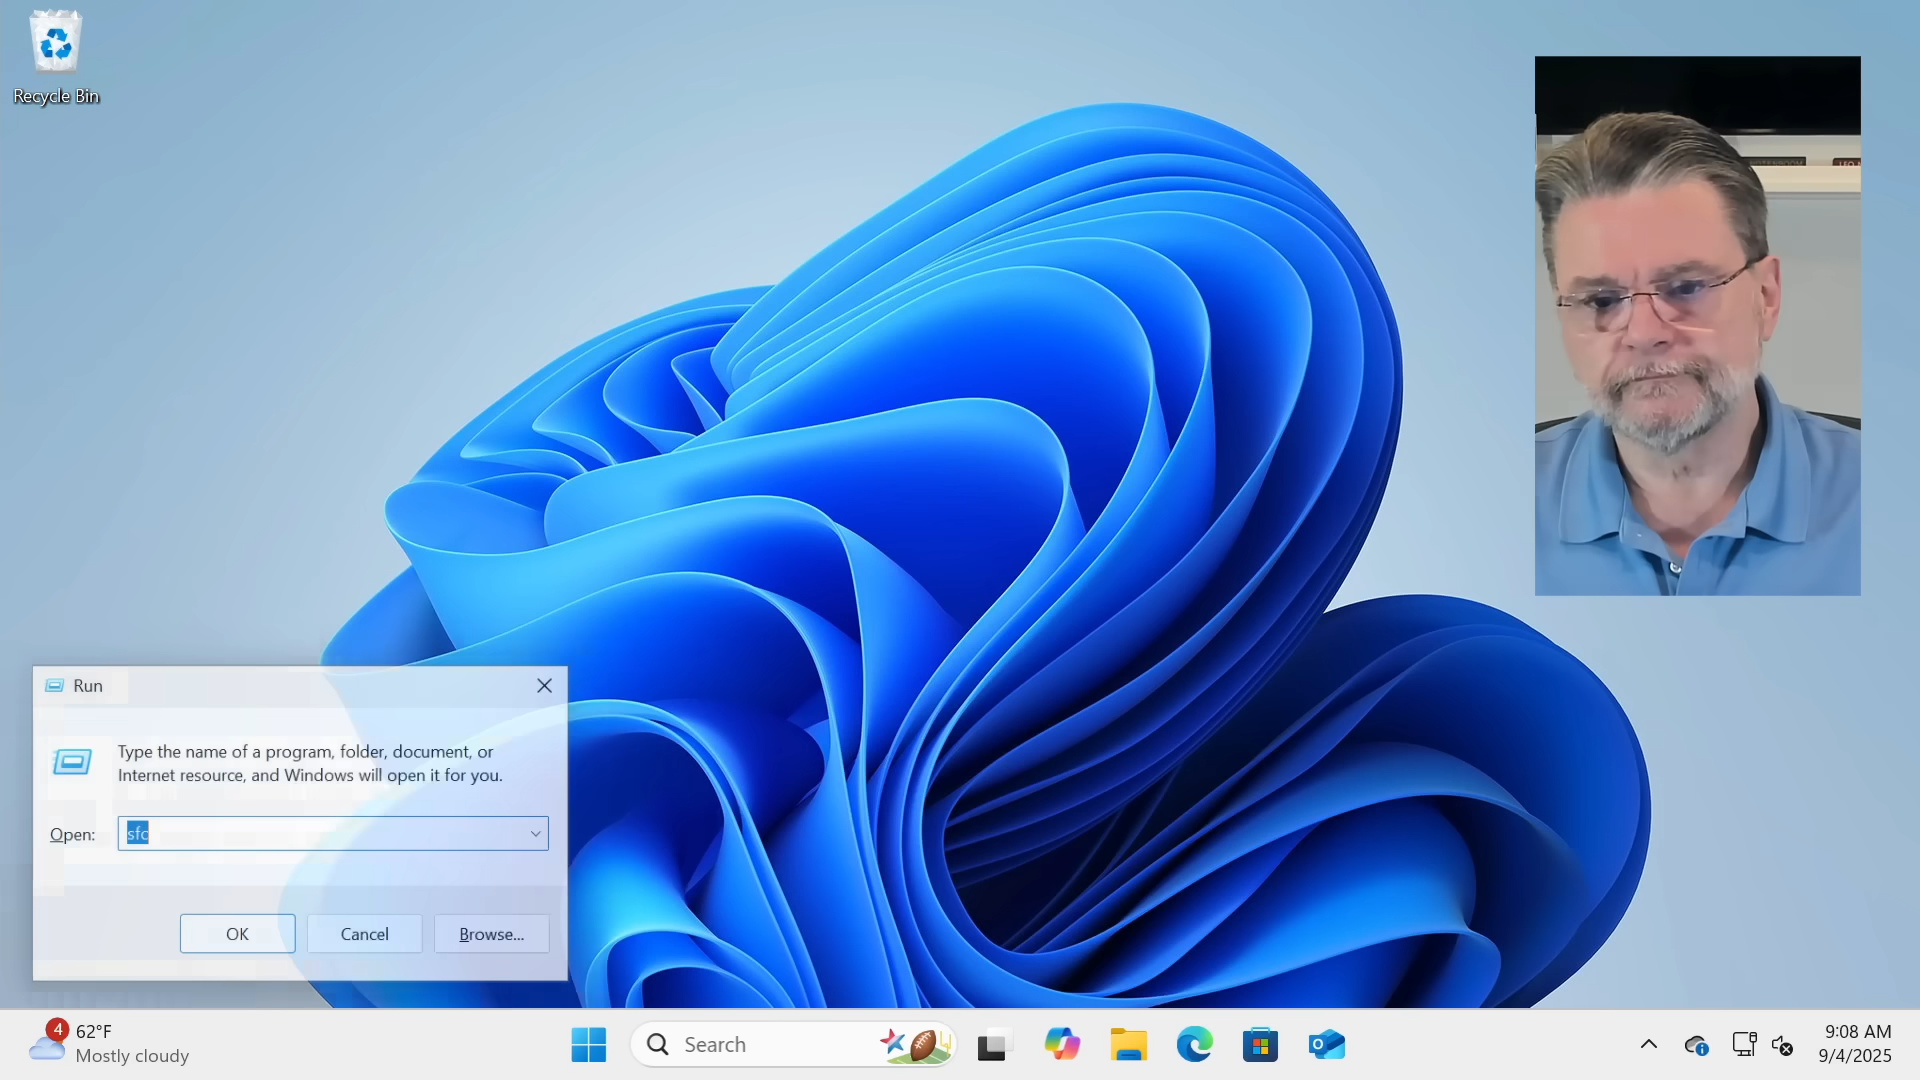 Recycle Bin
Run
Type the name of a program, folder, document, or
Internet resource, and Windows will open it for you.
Open:
sfc
OK
Cancel
Browse...
4
62°F
Mostly cloudy
Search
9:08 AM
9/4/2025